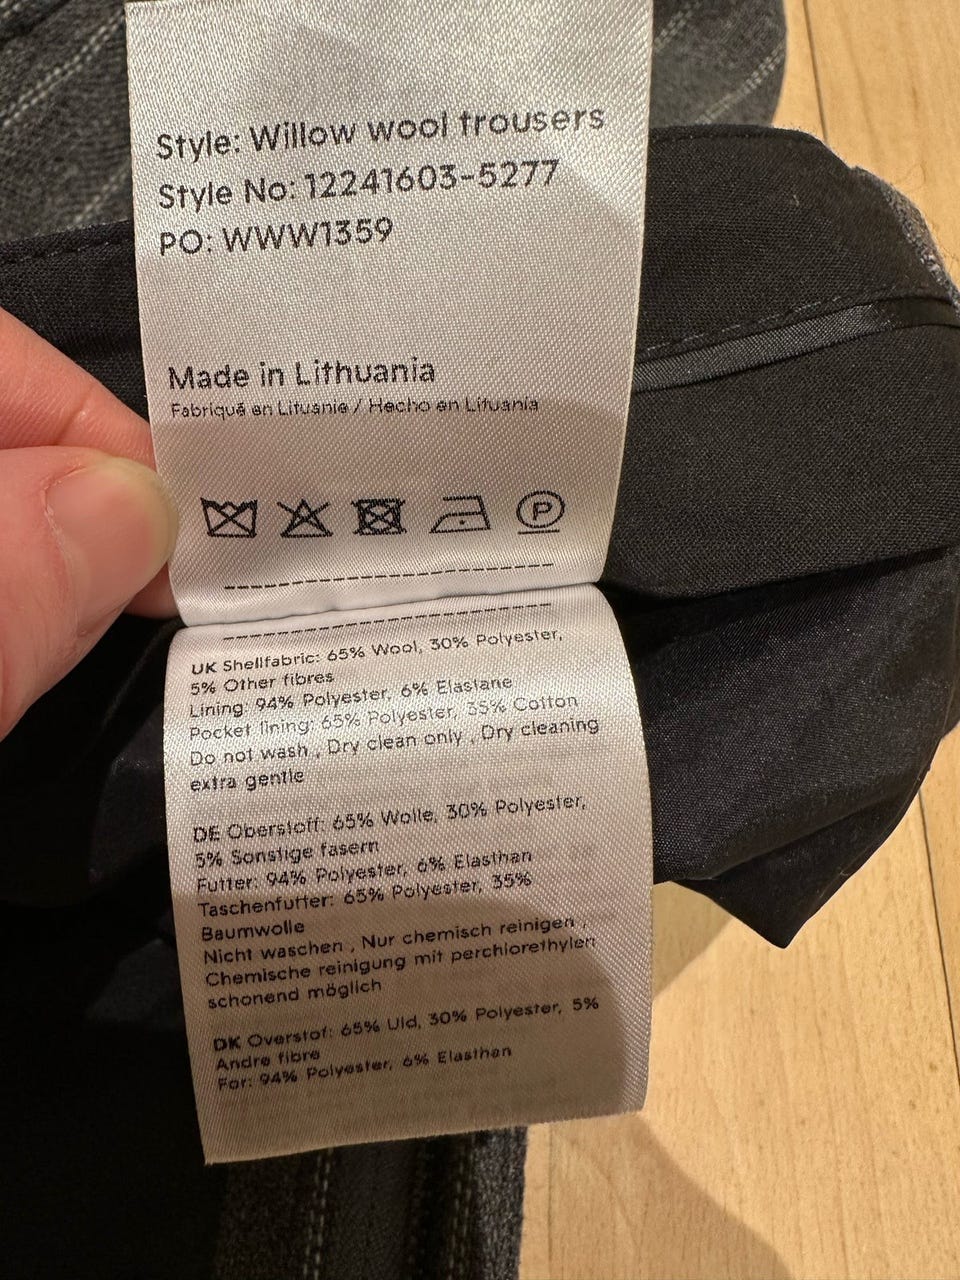 Style: Willow wool trousers
Style No: 12241603-5277
PO: WWW1359
Made in Lithuania
Fabriqué en Lituanie / Hecho en Lituania
P
UK Shellfabric: 65% Wool, 30% Polyester,
5% Other fibres
Lining: 94% Polyester, 6% Elastane
Pocket lining: 65% Polyester, 35% Cotton
Do not wash , Dry clean only , Dry cleaning
extra gentle
DE Oberstoff: 65% Wolle, 30% Polyester,
5% Sonstige fasern
Futter: 94% Polyester, 6% Elasthan
Taschenfutter: 65% Polyester, 35%
Baumwolle
Nicht waschen , Nur chemisch reinigen ,
Chemische reinigung mit perchlorethylen
schonend möglich
DK Overstof: 65% Uld, 30% Polyester, 5%
Andre fibre
For: 94% Polyester, 6% Elasthan